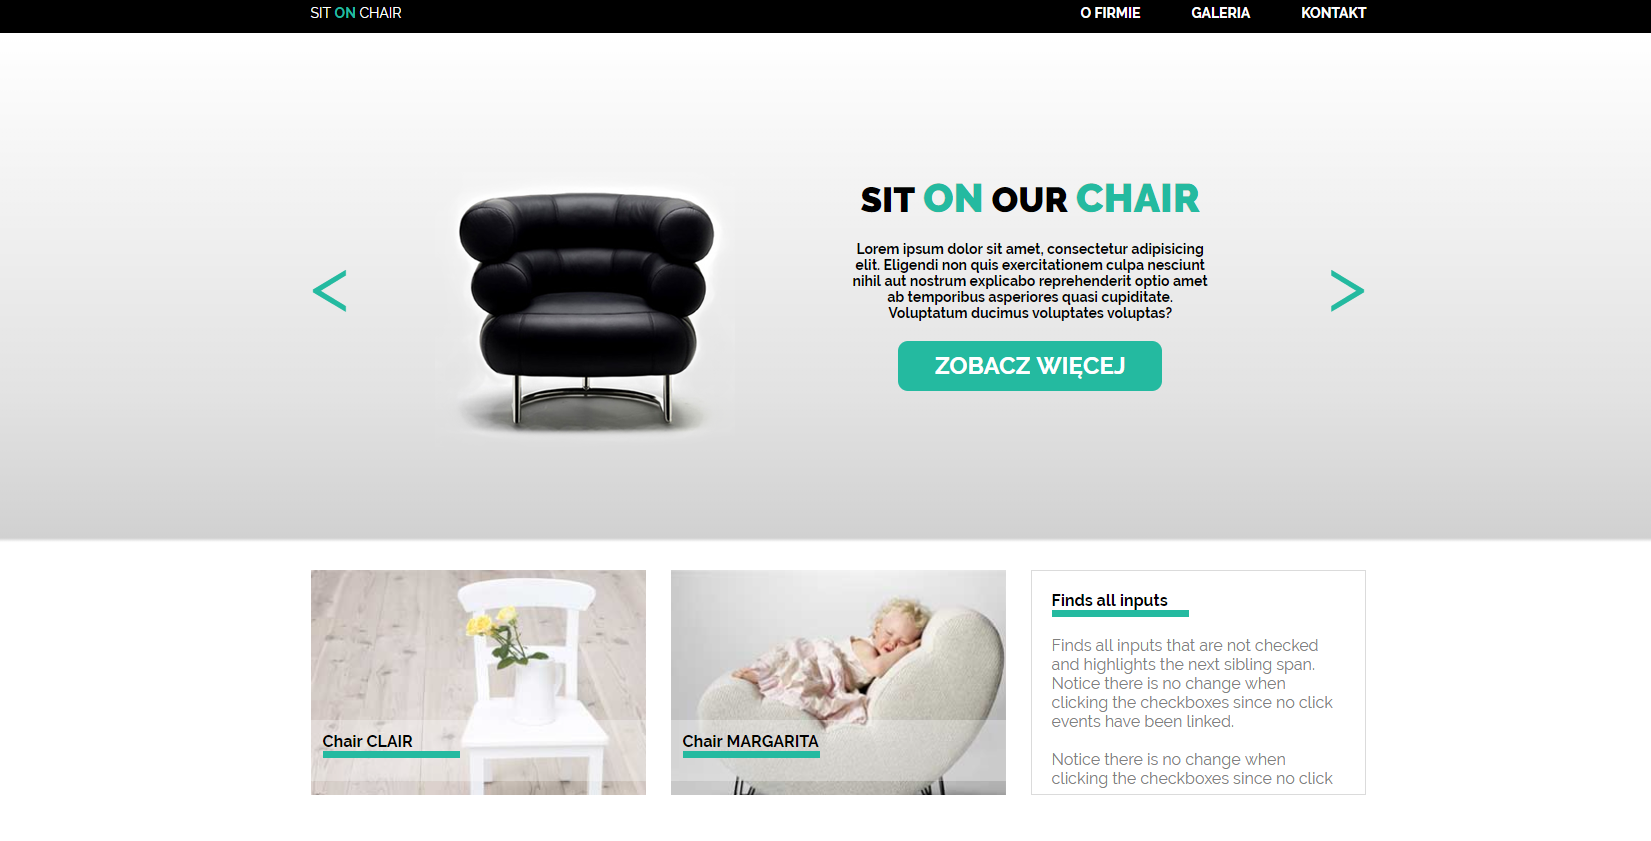 SIT ON CHAIR
O FIRMIE
GALERIA
KONTAKT
SIT ON OUR CHAIR
Lorem ipsum dolor sit amet, consectetur adipisicing
elit. Eligendi non quis exercitationem culpa nesciunt
nihil aut nostrum explicabo reprehenderit optio amet
ab temporibus asperiores quasi cupiditate.
Voluptatum ducimus voluptates voluptas?
<
>
ZOBACZ WIĘCEJ
Chair CLAIR
Chair MARGARITA
Finds all inputs
Finds all inputs that are not checked
and highlights the next sibling span.
Notice there is no change when
clicking the checkboxes since no click
events have been linked.
Notice there is no change when
clicking the checkboxes since no click